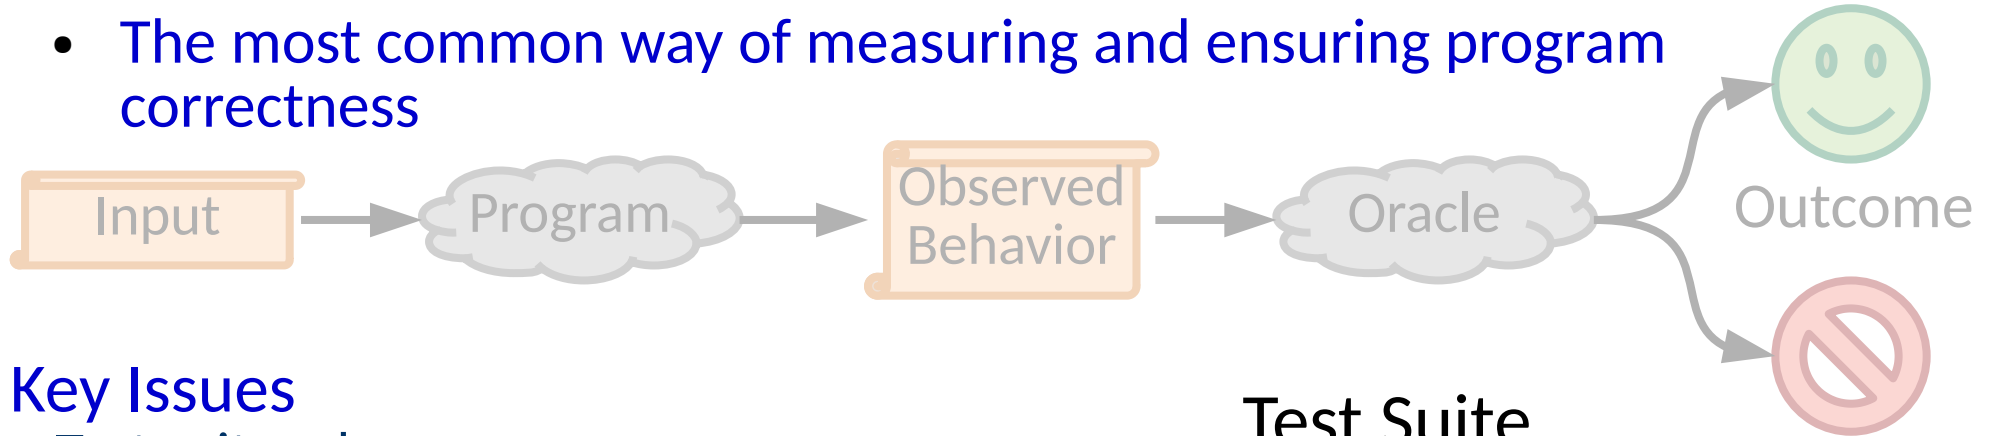 • The most common way of measuring and ensuring program
correctness
Input
Program
Observed
Behavior
Oracle
Outcome
Key Issues
Test Suite